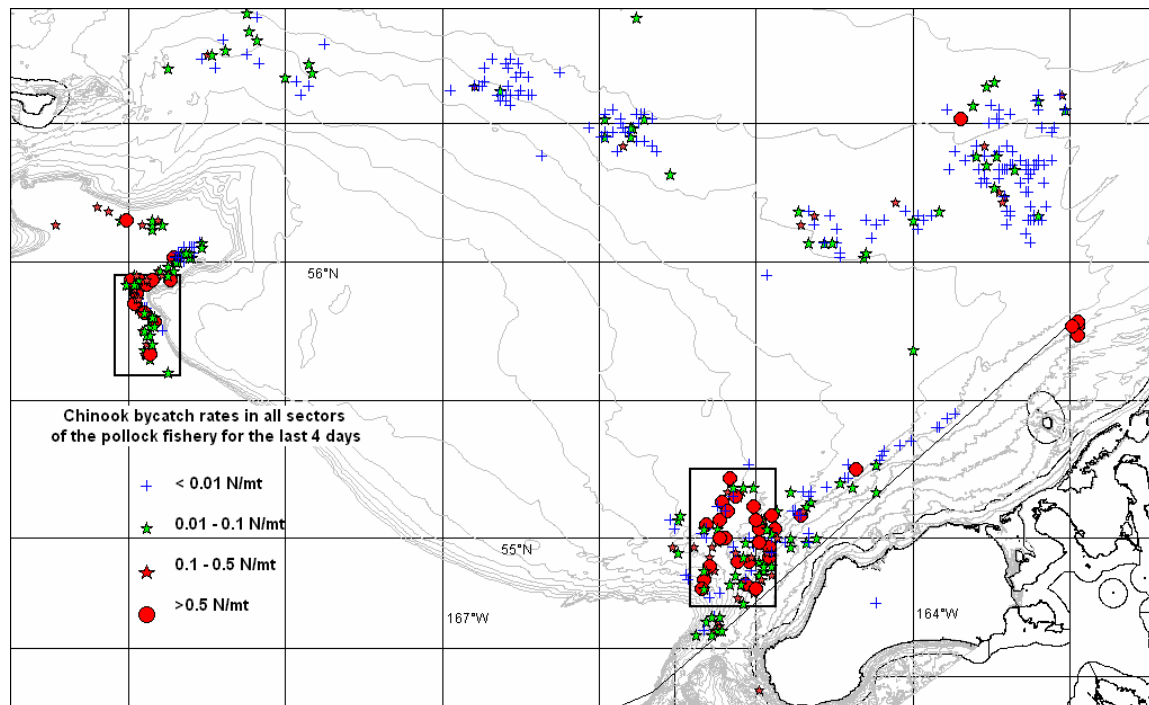 56°N
Chinook bycatch rates in all sectors
of the pollock fishery for the last 4 days
< 0.01 N/mt
0.01 - 0.1 N/mt
0.1 - 0.5 N/mt
>0.5 N/mt
55°N
167°W
164°W